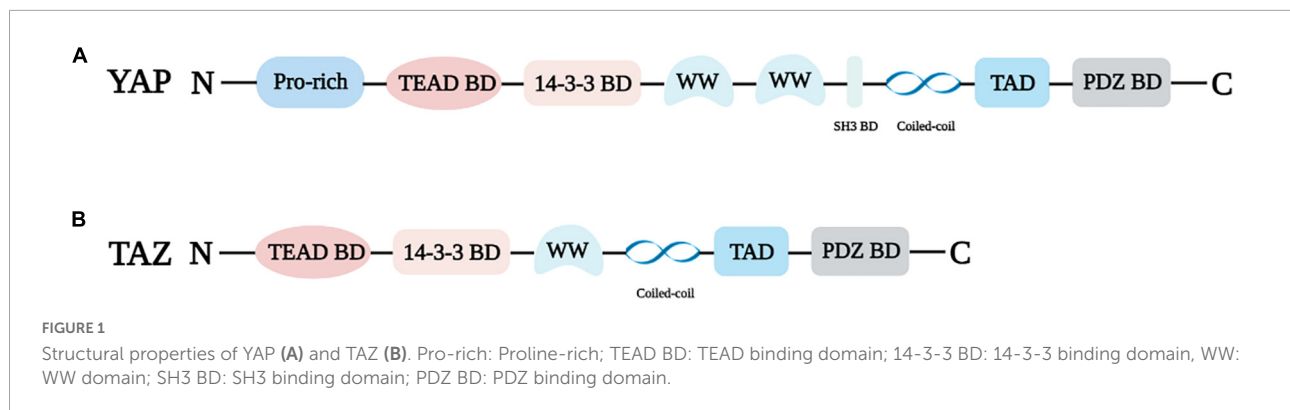 A
YAP N Pro-rich TEAD BD 14-3-3 BD WW WW TAD PDZ BD C
SH3 BD Coiled-coil
B
TAZ N TEAD BD 14-3-3 BD WW TAD PDZ BD C
Coiled-coil
FIGURE 1
Structural properties of YAP (A) and TAZ (B). Pro-rich: Proline-rich; TEAD BD: TEAD binding domain; 14-3-3 BD: 14-3-3 binding domain, WW:
WW domain; SH3 BD: SH3 binding domain; PDZ BD: PDZ binding domain.